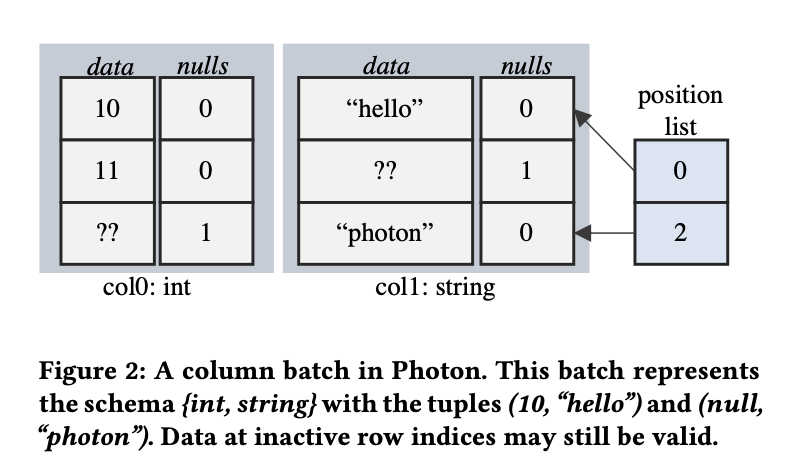 data nulls data nulls
position
list
10 0 “hello” 0
11 0 ?? 1 0
?? 1 “photon” 0 2
col0: int col1: string
Figure 2: A column batch in Photon. This batch represents
the schema {int, string} with the tuples (10, “hello”) and (null,
“photon”). Data at inactive row indices may still be valid.